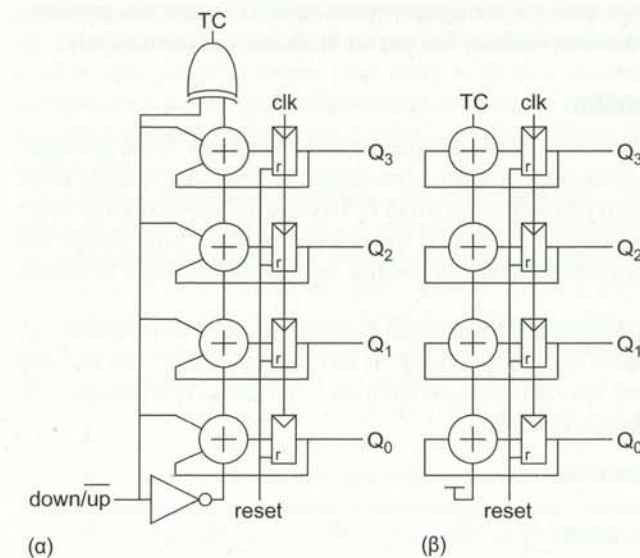 TC
clk
TC
clk
r
Q3
r
Q3
r
Q2
r
Q2
r
Q1
r
Q1
r
Q0
r
Q0
down/up
reset
reset
(α)
(β)